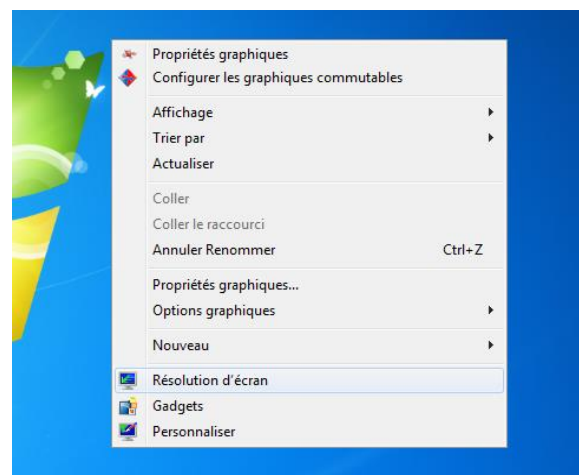 Propriétés graphiques
Configurer les graphiques commutables
Affichage
Trier par
Actualiser
Coller
Coller le raccourci
Annuler Renommer Ctrl+Z
Propriétés graphiques...
Options graphiques
Nouveau
Résolution d'écran
Gadgets
Personnaliser